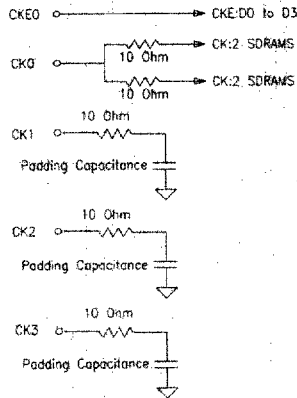 CKE0 CKE:D0 to D3
10 Ohm CK:2 SDRAMS
CK0
10 Ohm CK:2 SDRAMS
10 Ohm
CK1
Padding Capacitance
10 Ohm
CK2
Padding Capacitance
10 Ohm
CK3
Padding Capacitance